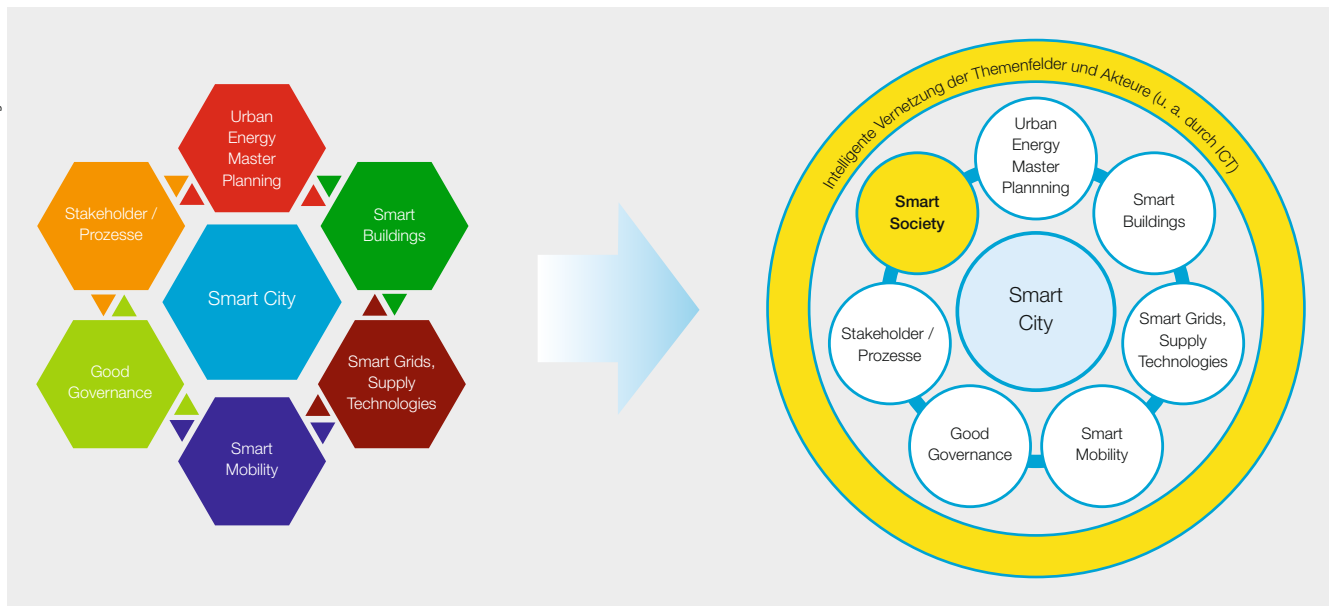 Urban
Energy
Master
Planning
Stakeholder /
Prozesse
Smart
Buildings
Smart City
Good
Governance
Smart Grids,
Supply
Technologies
Smart
Mobility
Intelligente Vernetzung der Themenfelder und Akteure (u. a. durch ICT)
Urban
Energy
Master
Plannning
Smart
Society
Smart
Buildings
Smart
City
Stakeholder /
Prozesse
Smart Grids,
Supply
Technologies
Good
Governance
Smart
Mobility